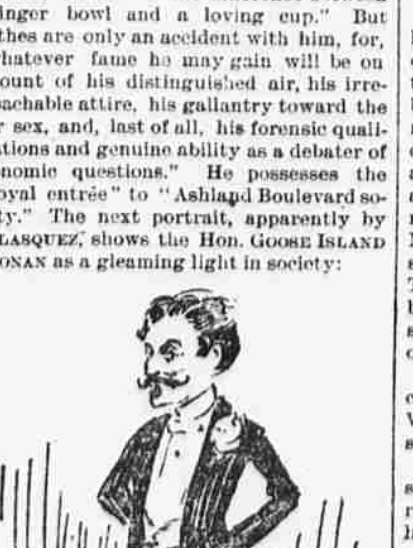 inger bowl and a loving cup." But
thes are only an accident with him, for,
whatever fame he may gain will be on
ount of his distinguished air, his irre-
achable attire, his gallantry toward the
r sex, and, last of all, his forensic quali-
ations and genuine ability as a debater of
nomic questions." He possesses the
oyal entrée" to "Ashland Boulevard so-
ty." The next portrait, apparently by
LASQUEZ, shows the Hon. GOOSE ISLAND
ONAN as a gleaming light in society: